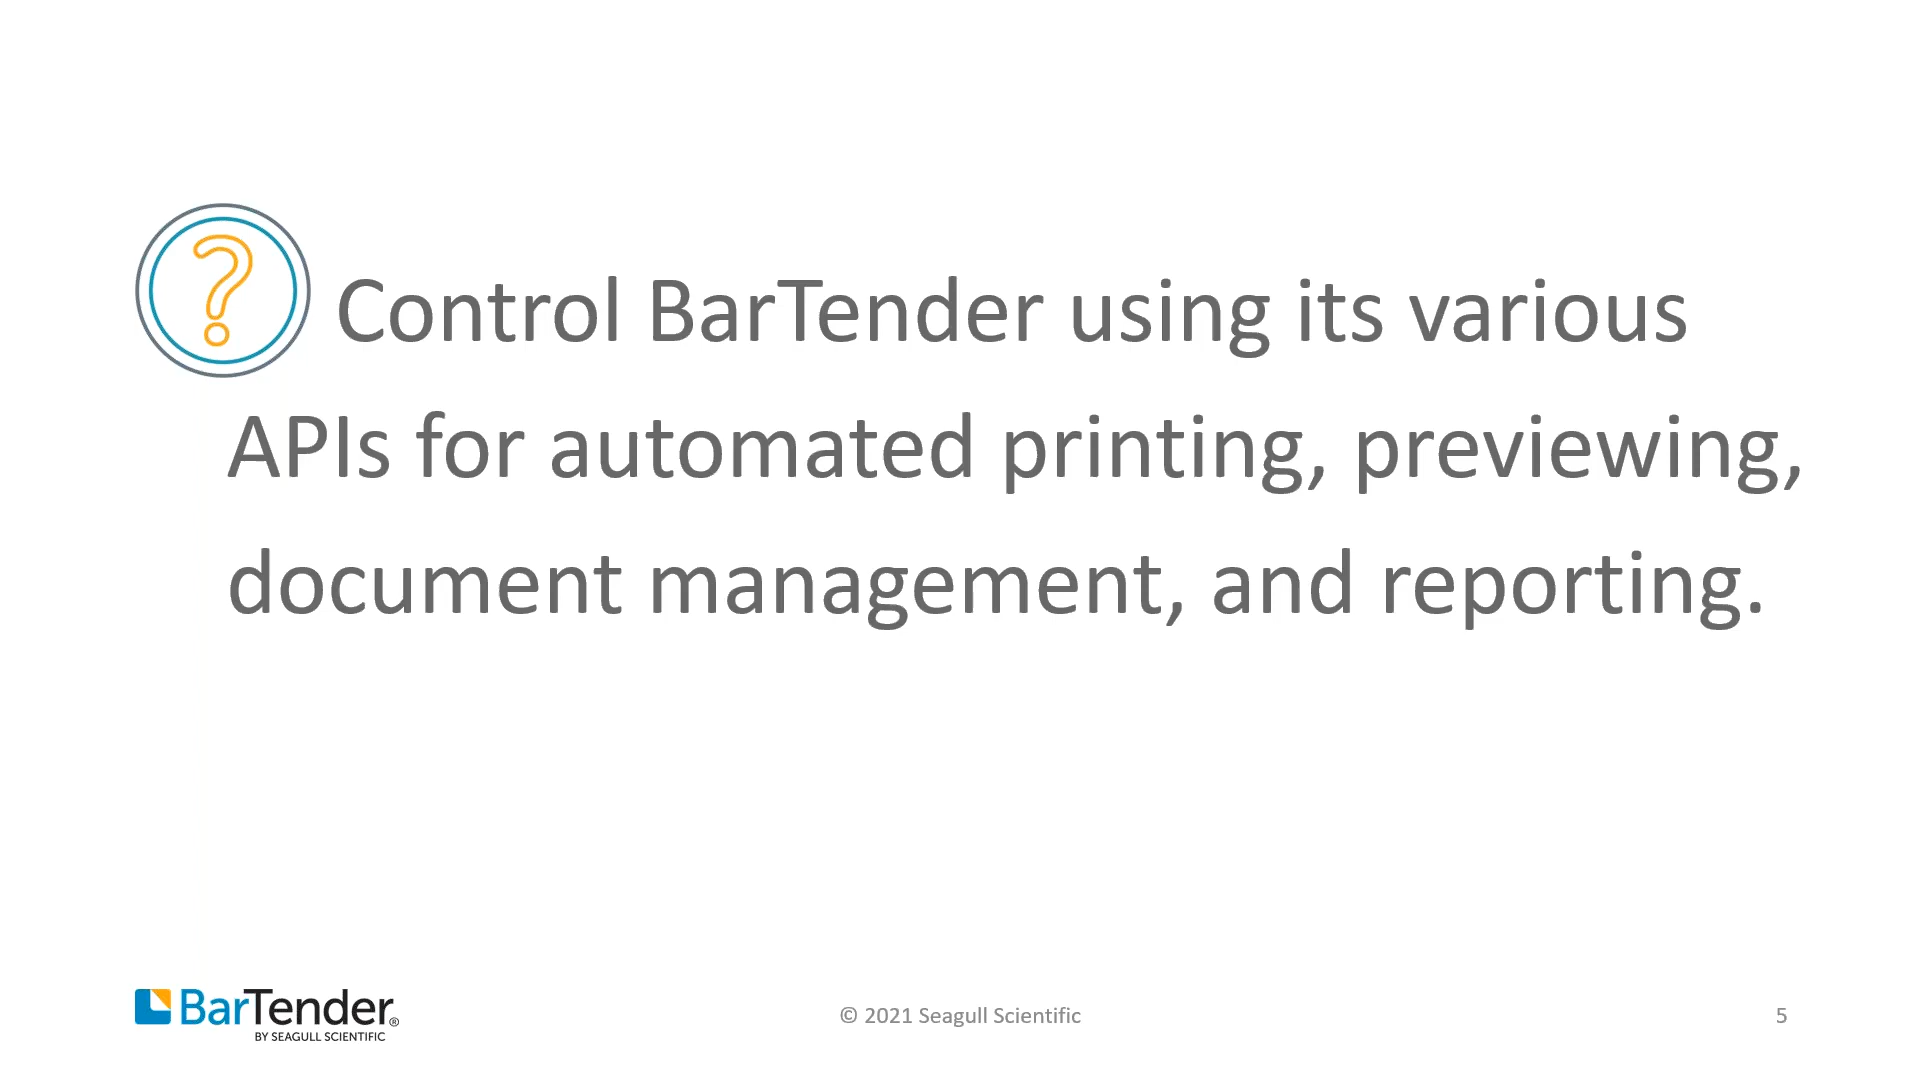 ?
Control BarTender using its various
APIs for automated printing, previewing,
document management, and reporting.
BarTender®
BY SEAGULL SCIENTIFIC
© 2021 Seagull Scientific
5